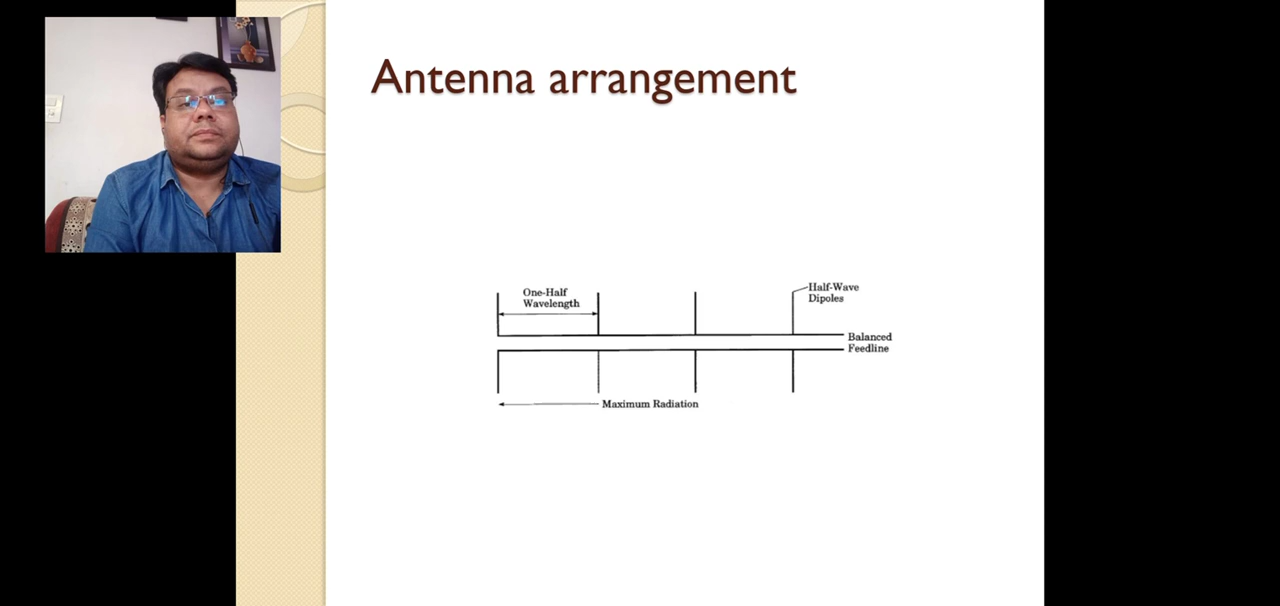 Antenna arrangement
One-Half
Wavelength
Half-Wave
Dipoles
Balanced
Feedline
Maximum Radiation